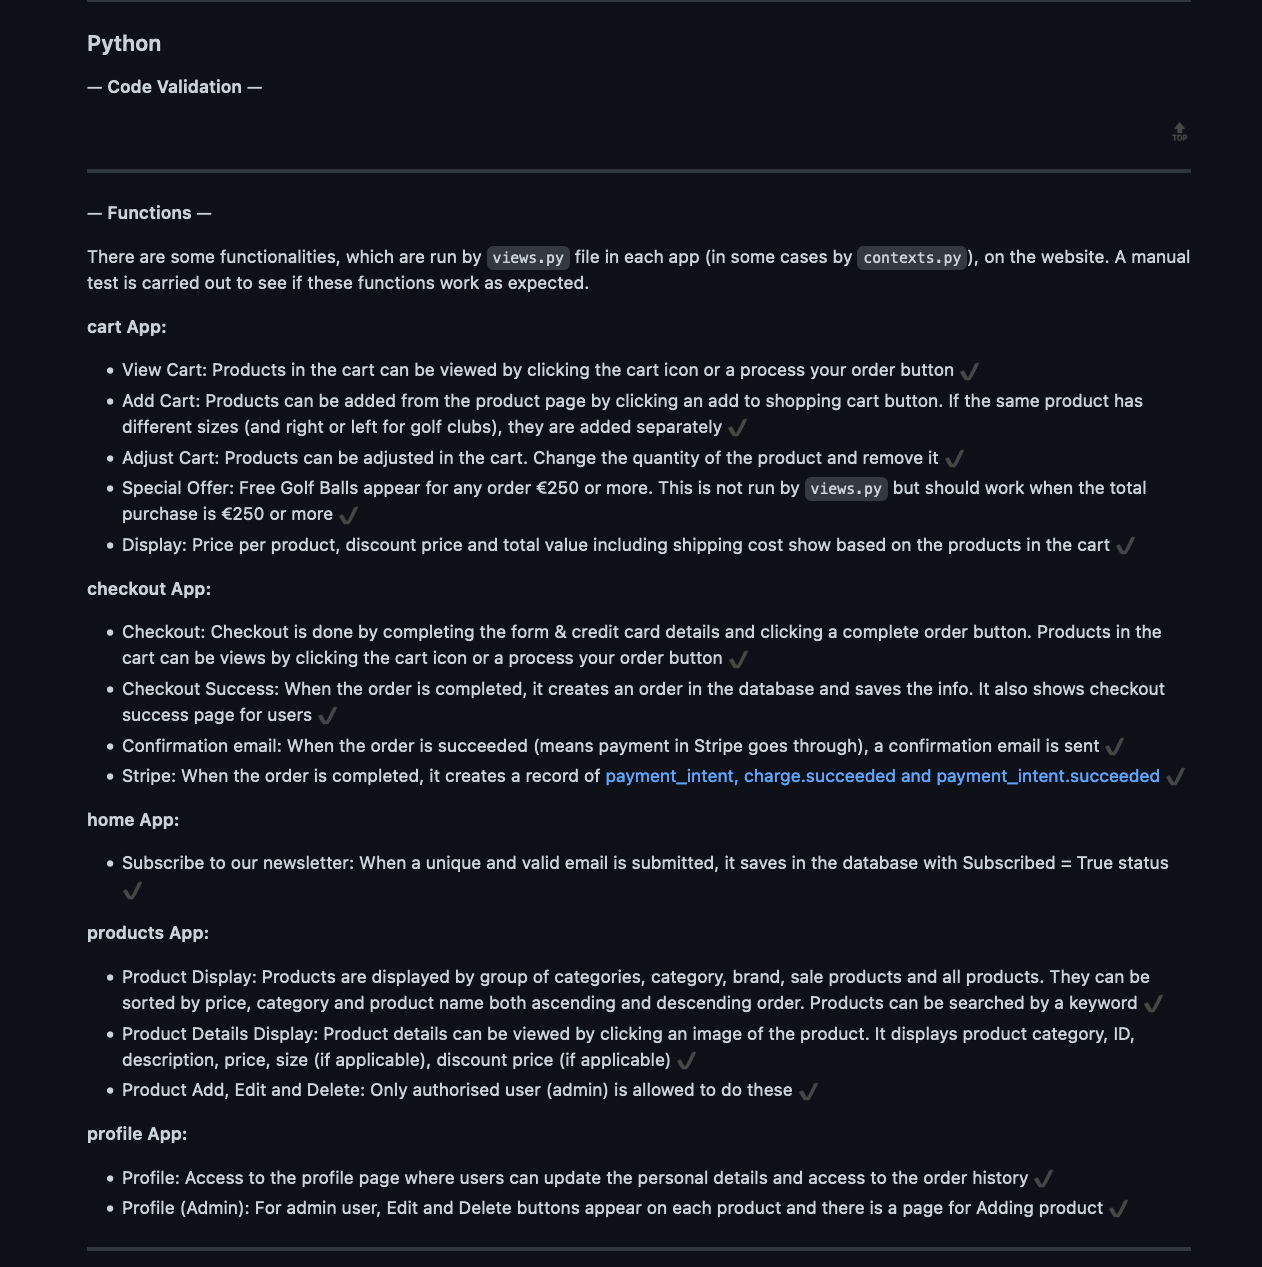 Python
— Code Validation —
TOP
— Functions —
There are some functionalities, which are run by views.py file in each app (in some cases by contexts.py), on the website. A manual
test is carried out to see if these functions work as expected.
cart App:
• View Cart: Products in the cart can be viewed by clicking the cart icon or a process your order button ✔
• Add Cart: Products can be added from the product page by clicking an add to shopping cart button. If the same product has
different sizes (and right or left for golf clubs), they are added separately ✔
• Adjust Cart: Products can be adjusted in the cart. Change the quantity of the product and remove it ✔
• Special Offer: Free Golf Balls appear for any order €250 or more. This is not run by views.py but should work when the total
purchase is €250 or more ✔
• Display: Price per product, discount price and total value including shipping cost show based on the products in the cart ✔
checkout App:
• Checkout: Checkout is done by completing the form & credit card details and clicking a complete order button. Products in the
cart can be views by clicking the cart icon or a process your order button ✔
• Checkout Success: When the order is completed, it creates an order in the database and saves the info. It also shows checkout
success page for users ✔
• Confirmation email: When the order is succeeded (means payment in Stripe goes through), a confirmation email is sent ✔
• Stripe: When the order is completed, it creates a record of payment_intent, charge.succeeded and payment_intent.succeeded ✔
home App:
• Subscribe to our newsletter: When a unique and valid email is submitted, it saves in the database with Subscribed = True status
✔
products App:
• Product Display: Products are displayed by group of categories, category, brand, sale products and all products. They can be
sorted by price, category and product name both ascending and descending order. Products can be searched by a keyword ✔
• Product Details Display: Product details can be viewed by clicking an image of the product. It displays product category, ID,
description, price, size (if applicable), discount price (if applicable) ✔
• Product Add, Edit and Delete: Only authorised user (admin) is allowed to do these ✔
profile App:
• Profile: Access to the profile page where users can update the personal details and access to the order history ✔
• Profile (Admin): For admin user, Edit and Delete buttons appear on each product and there is a page for Adding product ✔